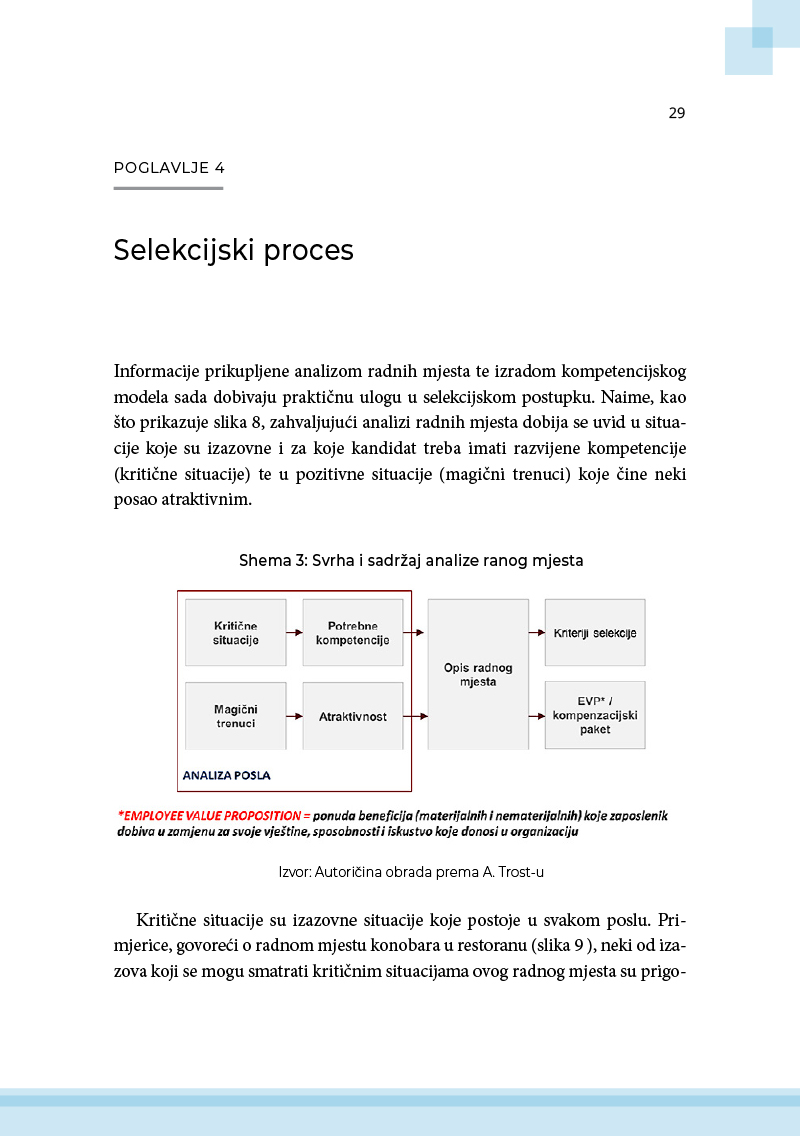 29
POGLAVLJE 4
Selekcijski proces
Informacije prikupljene analizom radnih mjesta te izradom kompetencijskog
modela sada dobivaju praktičnu ulogu u selekcijskom postupku. Naime, kao
što prikazuje slika 8, zahvaljujući analizi radnih mjesta dobija se uvid u situa-
cije koje su izazovne i za koje kandidat treba imati razvijene kompetencije
(kritične situacije) te u pozitivne situacije (magični trenuci) koje čine neki
posao atraktivnim.
Shema 3: Svrha i sadržaj analize ranog mjesta
Kritične
situacije
Potrebne
kompetencije
Opis radnog
mjesta
Kriteriji selekcije
Magični
trenuci
Atraktivnost
EVP* /
kompenzacijski
paket
ANALIZA POSLA
*EMPLOYEE VALUE PROPOSITION = ponuda beneficija (materijalnih i nematerijalnih) koje zaposlenik
dobiva u zamjenu za svoje vještine, sposobnosti i iskustvo koje donosi u organizaciju
Izvor: Autoričina obrada prema A. Trost-u
Kritične situacije su izazovne situacije koje postoje u svakom poslu. Pri-
mjerice, govoreći o radnom mjestu konobara u restoranu (slika 9 ), neki od iza-
zova koji se mogu smatrati kritičnim situacijama ovog radnog mjesta su prigo-